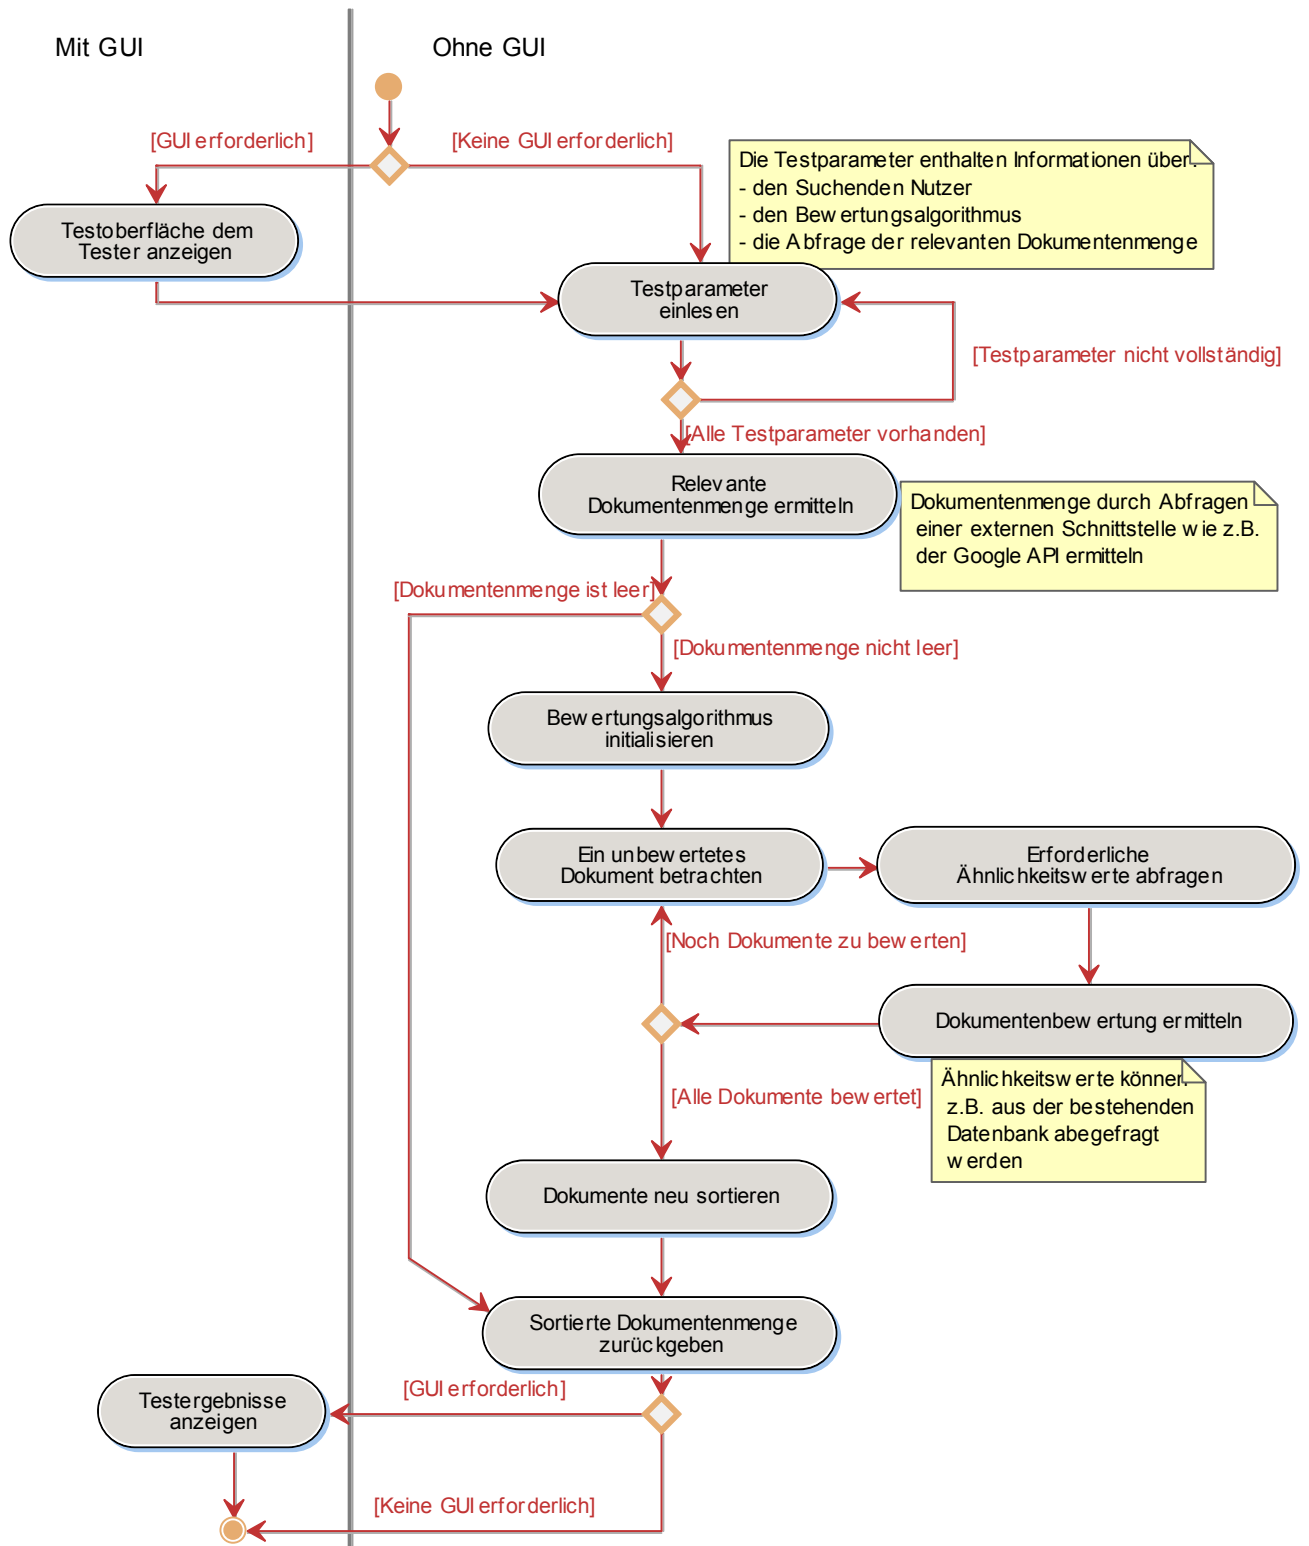 Mit GUI
Ohne GUI
[GUI erforderlich]
[Keine GUI erforderlich]
Die Testparameter enthalten Informationen über:
- den Suchenden Nutzer
- den Bewertungsalgorithmus
- die Abfrage der relevanten Dokumentenmenge
Testoberfläche dem
Tester anzeigen
Testparameter
einlesen
[Testparameter nicht vollständig]
[Alle Testparameter vorhanden]
Relevante
Dokumentenmenge ermitteln
Dokumentenmenge durch Abfragen
einer externen Schnittstelle wie z.B.
der Google API ermitteln
[Dokumentenmenge ist leer]
[Dokumentenmenge nicht leer]
Bewertungsalgorithmus
initialisieren
Ein unbewertetes
Dokument betrachten
Erforderliche
Ähnlichkeitswerte abfragen
[Noch Dokumente zu bewerten]
Dokumentenbewertung ermitteln
Ähnlichkeitswerte können
z.B. aus der bestehenden
Datenbank abegefragt
werden
[Alle Dokumente bewertet]
Dokumente neu sortieren
Sortierte Dokumentenmenge
zurückgeben
[GUI erforderlich]
Testergebnisse
anzeigen
[Keine GUI erforderlich]